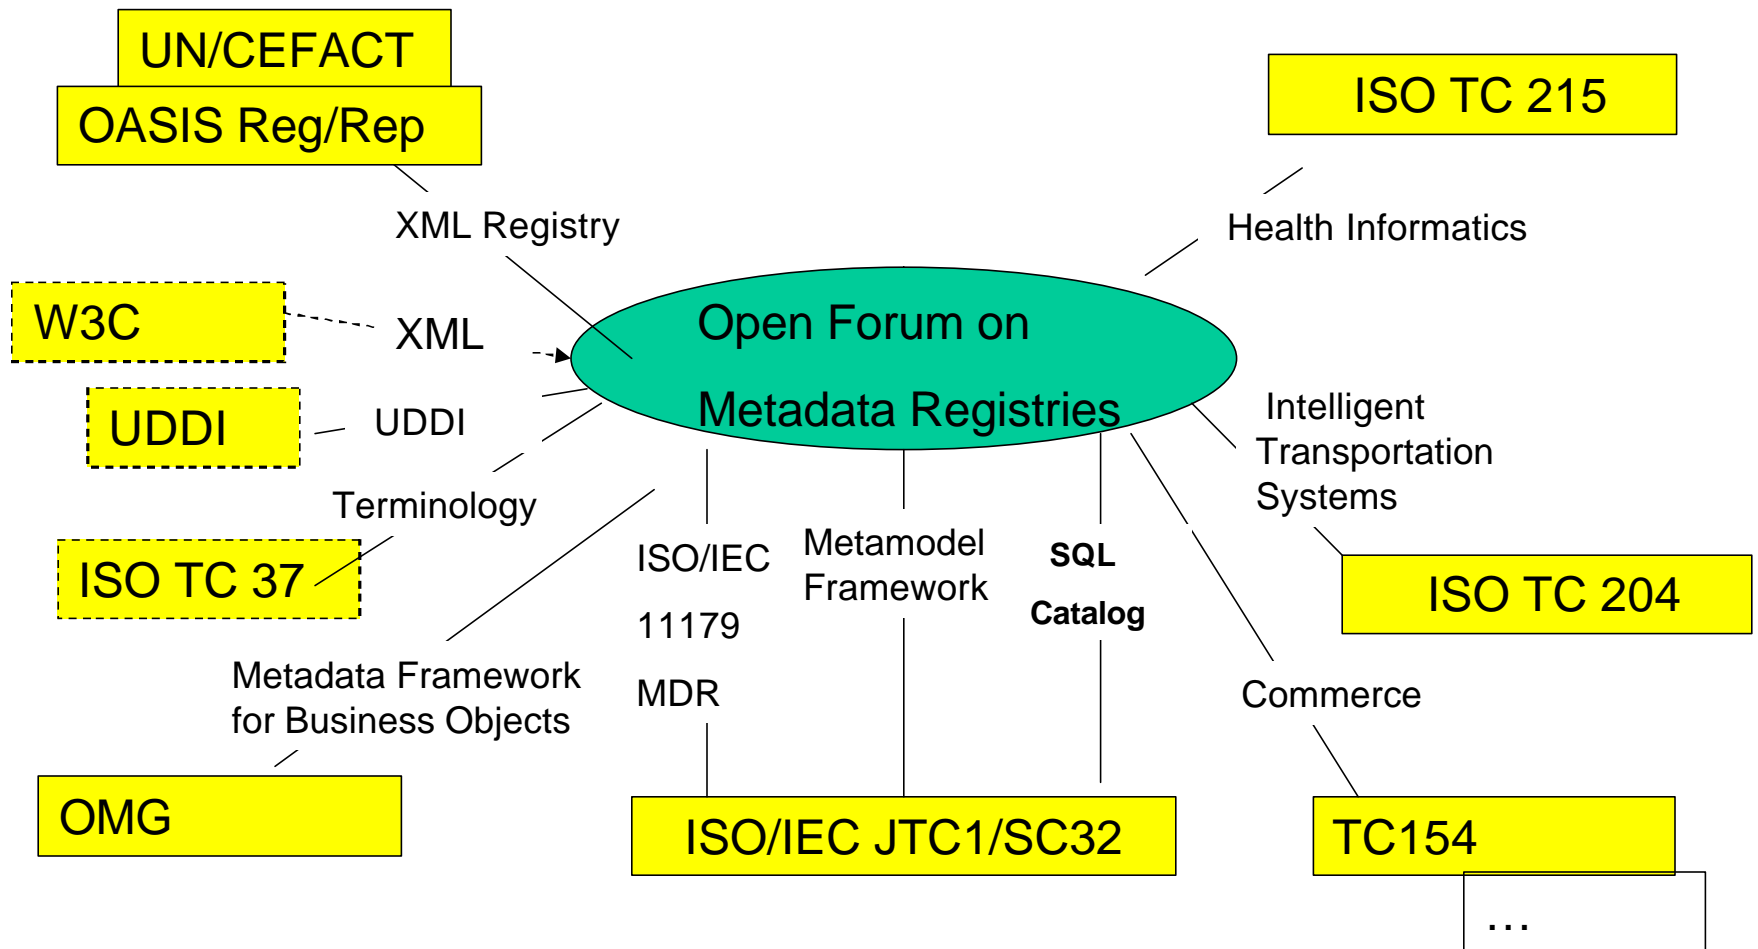 UN/CEFACT
OASIS Reg/Rep
ISO TC 215
XML Registry
Health Informatics
W3C
XML
Open Forum on
Metadata Registries
UDDI
UDDI
Intelligent
Transportation
Systems
Terminology
ISO TC 37
ISO/IEC
11179
MDR
Metamodel
Framework
SQL
Catalog
ISO TC 204
Metadata Framework
for Business Objects
Commerce
OMG
ISO/IEC JTC1/SC32
TC154
…